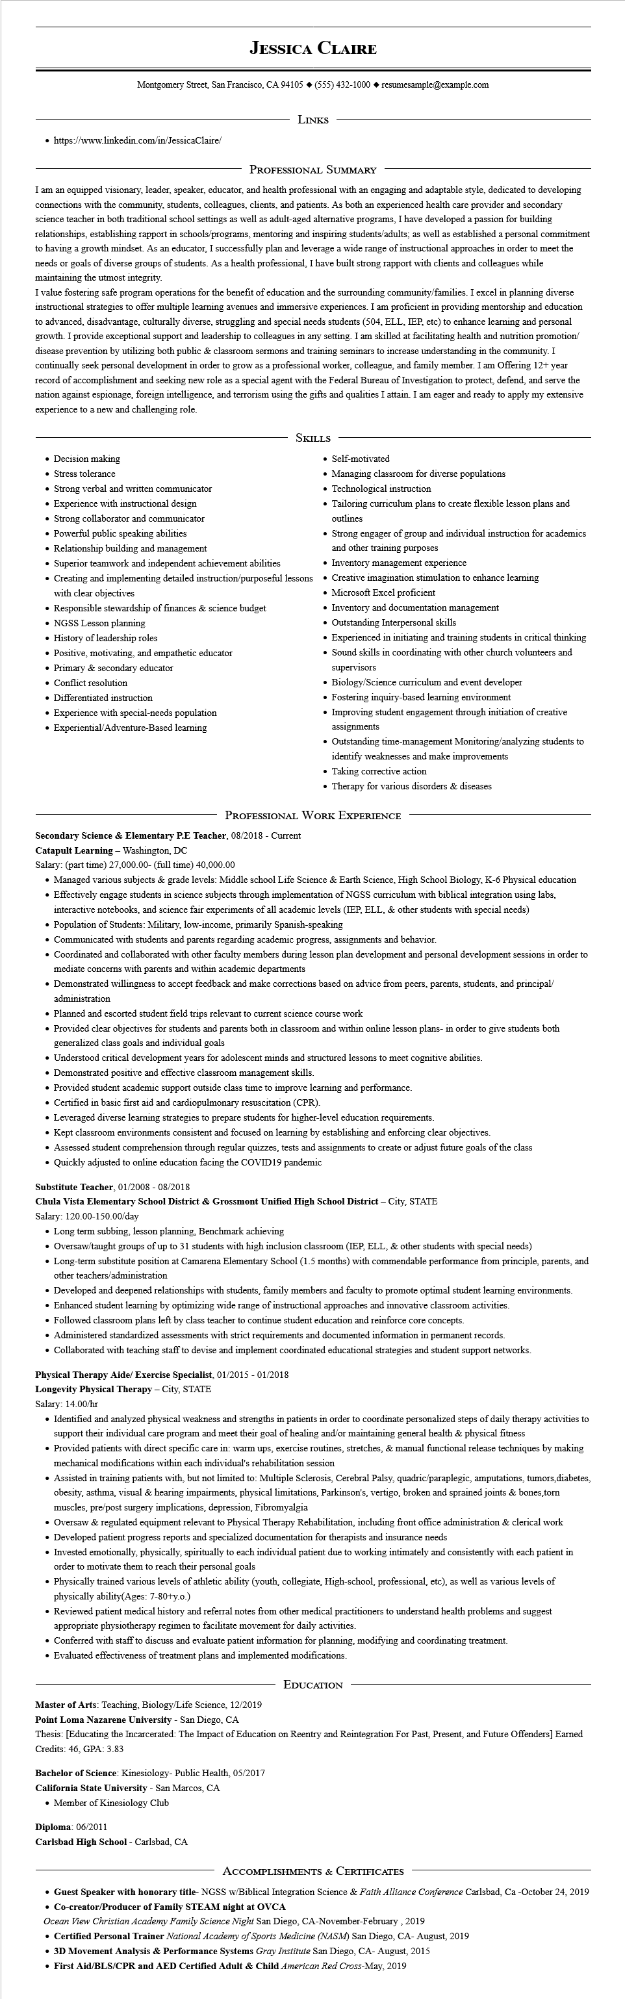 Jessica Claire
Montgomery Street, San Francisco, CA 94105 ◆ (555) 432-1000 ◆ resumesample@example.com
Links
• https://www.linkedin.com/in/JessicaClaire/
Professional Summary
I am an equipped visionary, leader, speaker, educator, and health professional with an engaging and adaptable style, dedicated to developing
connections with the community, students, colleagues, clients, and patients. As both an experienced health care provider and secondary
science teacher in both traditional school settings as well as adult-aged alternative programs, I have developed a passion for building
relationships, establishing rapport in schools/programs, mentoring and inspiring students/adults; as well as established a personal commitment
to having a growth mindset. As an educator, I successfully plan and leverage a wide range of instructional approaches in order to meet the
needs or goals of diverse groups of students. As a health professional, I have built strong rapport with clients and colleagues while
maintaining the utmost integrity.
I value fostering safe program operations for the benefit of education and the surrounding community/families. I excel in planning diverse
instructional strategies to offer multiple learning avenues and immersive experiences. I am proficient in providing mentorship and education
to advanced, disadvantage, culturally diverse, struggling and special needs students (504, ELL, IEP, etc) to enhance learning and personal
growth. I provide exceptional support and leadership to colleagues in any setting. I am skilled at facilitating health and nutrition promotion/
disease prevention by utilizing both public & classroom sermons and training seminars to increase understanding in the community. I
continually seek personal development in order to grow as a professional worker, colleague, and family member. I am Offering 12+ year
record of accomplishment and seeking new role as a special agent with the Federal Bureau of Investigation to protect, defend, and serve the
nation against espionage, foreign intelligence, and terrorism using the gifts and qualities I attain. I am eager and ready to apply my extensive
experience to a new and challenging role.
Skills
• Decision making
• Stress tolerance
• Strong verbal and written communicator
• Experience with instructional design
• Strong collaborator and communicator
• Powerful public speaking abilities
• Relationship building and management
• Superior teamwork and independent achievement abilities
• Creating and implementing detailed instruction/purposeful lessons
with clear objectives
• Responsible stewardship of finances & science budget
• NGSS Lesson planning
• History of leadership roles
• Positive, motivating, and empathetic educator
• Primary & secondary educator
• Conflict resolution
• Differentiated instruction
• Experience with special-needs population
• Experiential/Adventure-Based learning
• Self-motivated
• Managing classroom for diverse populations
• Technological instruction
• Tailoring curriculum plans to create flexible lesson plans and
outlines
• Strong engager of group and individual instruction for academics
and other training purposes
• Inventory management experience
• Creative imagination stimulation to enhance learning
• Microsoft Excel proficient
• Inventory and documentation management
• Outstanding Interpersonal skills
• Experienced in initiating and training students in critical thinking
• Sound skills in coordinating with other church volunteers and
supervisors
• Biology/Science curriculum and event developer
• Fostering inquiry-based learning environment
• Improving student engagement through initiation of creative
assignments
• Outstanding time-management Monitoring/analyzing students to
identify weaknesses and make improvements
• Taking corrective action
• Therapy for various disorders & diseases
Professional Work Experience
Secondary Science & Elementary P.E Teacher, 08/2018 - Current
Catapult Learning – Washington, DC
Salary: (part time) 27,000.00- (full time) 40,000.00
• Managed various subjects & grade levels: Middle school Life Science & Earth Science, High School Biology, K-6 Physical education
• Effectively engage students in science subjects through implementation of NGSS curriculum with biblical integration using labs,
interactive notebooks, and science fair experiments of all academic levels (IEP, ELL, & other students with special needs)
• Population of Students: Military, low-income, primarily Spanish-speaking
• Communicated with students and parents regarding academic progress, assignments and behavior.
• Coordinated and collaborated with other faculty members during lesson plan development and personal development sessions in order to
mediate concerns with parents and within academic departments
• Demonstrated willingness to accept feedback and make corrections based on advice from peers, parents, students, and principal/
administration
• Planned and escorted student field trips relevant to current science course work
• Provided clear objectives for students and parents both in classroom and within online lesson plans- in order to give students both
generalized class goals and individual goals
• Understood critical development years for adolescent minds and structured lessons to meet cognitive abilities.
• Demonstrated positive and effective classroom management skills.
• Provided student academic support outside class time to improve learning and performance.
• Certified in basic first aid and cardiopulmonary resuscitation (CPR).
• Leveraged diverse learning strategies to prepare students for higher-level education requirements.
• Kept classroom environments consistent and focused on learning by establishing and enforcing clear objectives.
• Assessed student comprehension through regular quizzes, tests and assignments to create or adjust future goals of the class
• Quickly adjusted to online education facing the COVID19 pandemic
Substitute Teacher, 01/2008 - 08/2018
Chula Vista Elementary School District & Grossmont Unified High School District – City, STATE
Salary: 120.00-150.00/day
• Long term subbing, lesson planning, Benchmark achieving
• Oversaw/taught groups of up to 31 students with high inclusion classroom (IEP, ELL, & other students with special needs)
• Long-term substitute position at Camarena Elementary School (1.5 months) with commendable performance from principle, parents, and
other teachers/administration
• Developed and deepened relationships with students, family members and faculty to promote optimal student learning environments.
• Enhanced student learning by optimizing wide range of instructional approaches and innovative classroom activities.
• Followed classroom plans left by class teacher to continue student education and reinforce core concepts.
• Administered standardized assessments with strict requirements and documented information in permanent records.
• Collaborated with teaching staff to devise and implement coordinated educational strategies and student support networks.
Physical Therapy Aide/ Exercise Specialist, 01/2015 - 01/2018
Longevity Physical Therapy – City, STATE
Salary: 14.00/hr
• Identified and analyzed physical weakness and strengths in patients in order to coordinate personalized steps of daily therapy activities to
support their individual care program and meet their goal of healing and/or maintaining general health & physical fitness
• Provided patients with direct specific care in: warm ups, exercise routines, stretches, & manual functional release techniques by making
mechanical modifications within each individual's rehabilitation session
• Assisted in training patients with, but not limited to: Multiple Sclerosis, Cerebral Palsy, quadric/paraplegic, amputations, tumors,diabetes,
obesity, asthma, visual & hearing impairments, physical limitations, Parkinson's, vertigo, broken and sprained joints & bones,torn
muscles, pre/post surgery implications, depression, Fibromyalgia
• Oversaw & regulated equipment relevant to Physical Therapy Rehabilitation, including front office administration & clerical work
• Developed patient progress reports and specialized documentation for therapists and insurance needs
• Invested emotionally, physically, spiritually to each individual patient due to working intimately and consistently with each patient in
order to motivate them to reach their personal goals
• Physically trained various levels of athletic ability (youth, collegiate, High-school, professional, etc), as well as various levels of
physically ability(Ages: 7-80+y.o.)
• Reviewed patient medical history and referral notes from other medical practitioners to understand health problems and suggest
appropriate physiotherapy regimen to facilitate movement for daily activities.
• Conferred with staff to discuss and evaluate patient information for planning, modifying and coordinating treatment.
• Evaluated effectiveness of treatment plans and implemented modifications.
Education
Master of Arts: Teaching, Biology/Life Science, 12/2019
Point Loma Nazarene University - San Diego, CA
Thesis: [Educating the Incarcerated: The Impact of Education on Reentry and Reintegration For Past, Present, and Future Offenders] Earned
Credits: 46, GPA: 3.83
Bachelor of Science: Kinesiology- Public Health, 05/2017
California State University - San Marcos, CA
• Member of Kinesiology Club
Diploma: 06/2011
Carlsbad High School - Carlsbad, CA
Accomplishments & Certificates
• Guest Speaker with honorary title- NGSS w/Biblical Integration Science & Faith Alliance Conference Carlsbad, Ca -October 24, 2019
• Co-creator/Producer of Family STEAM night at OVCA
Ocean View Christian Academy Family Science Night San Diego, CA-November-February , 2019
• Certified Personal Trainer National Academy of Sports Medicine (NASM) San Diego, CA- August, 2019
• 3D Movement Analysis & Performance Systems Gray Institute San Diego, CA- August, 2015
• First Aid/BLS/CPR and AED Certified Adult & Child American Red Cross-May, 2019